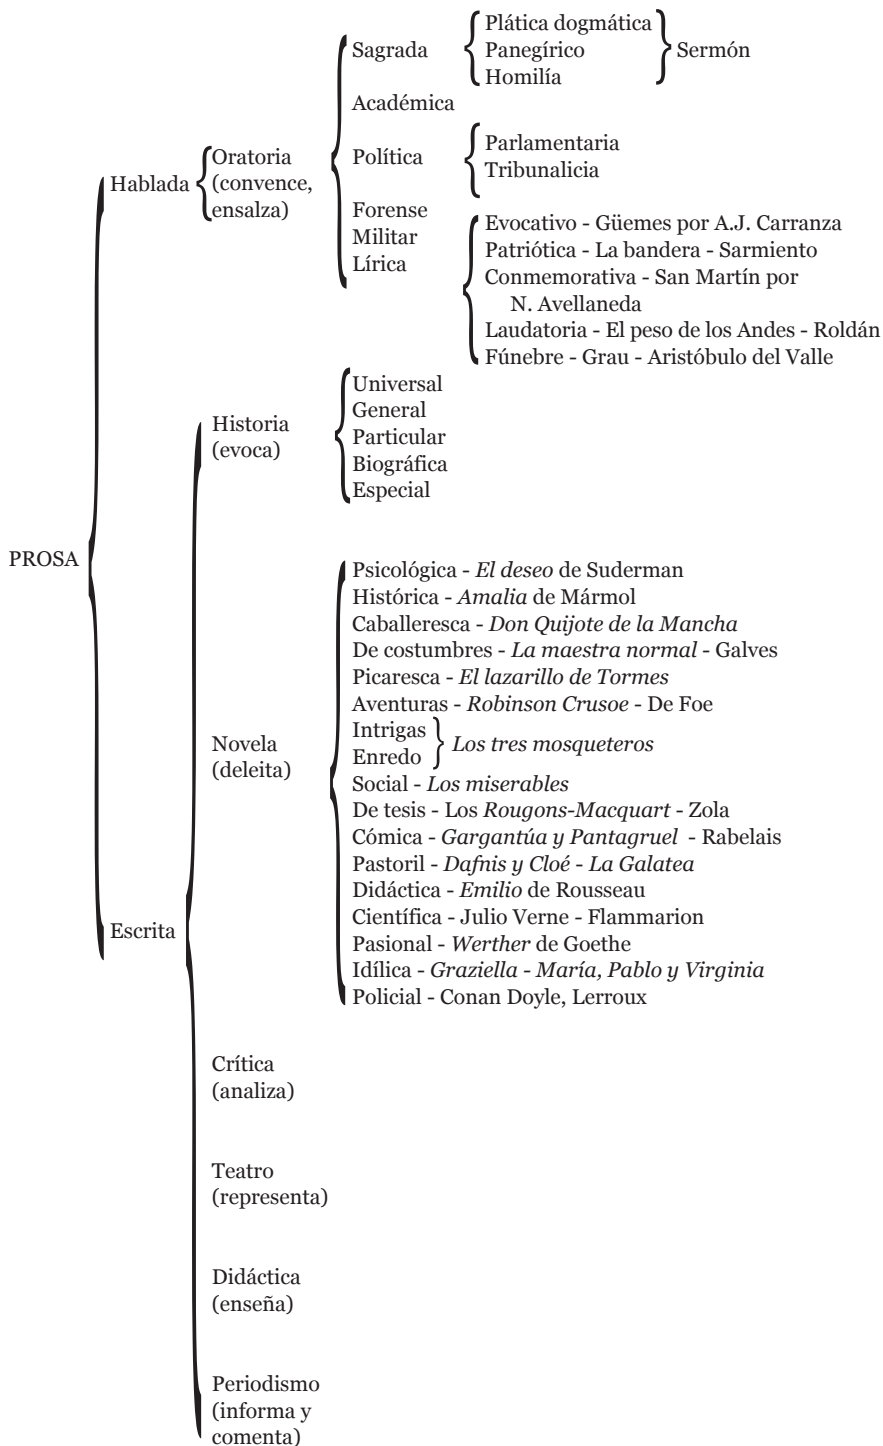 PROSA
Hablada
Oratoria
(convence,
ensalza)
Sagrada
Plática dogmática
Panegírico
Homilía
Sermón
Académica
Política
Parlamentaria
Tribunalicia
Forense
Militar
Lírica
Evocativo - Güemes por A.J. Carranza
Patriótica - La bandera - Sarmiento
Conmemorativa - San Martín por
N. Avellaneda
Laudatoria - El peso de los Andes - Roldán
Fúnebre - Grau - Aristóbulo del Valle
Escrita
Historia
(evoca)
Universal
General
Particular
Biográfica
Especial
Novela
(deleita)
Psicológica - El deseo de Suderman
Histórica - Amalia de Mármol
Caballeresca - Don Quijote de la Mancha
De costumbres - La maestra normal - Galves
Picaresca - El lazarillo de Tormes
Aventuras - Robinson Crusoe - De Foe
Intrigas
Enredo
Los tres mosqueteros
Social - Los miserables
De tesis - Los Rougons-Macquart - Zola
Cómica - Gargantúa y Pantagruel - Rabelais
Pastoril - Dafnis y Cloé - La Galatea
Didáctica - Emilio de Rousseau
Científica - Julio Verne - Flammarion
Pasional - Werther de Goethe
Idílica - Graziella - María, Pablo y Virginia
Policial - Conan Doyle, Lerroux
Crítica
(analiza)
Teatro
(representa)
Didáctica
(enseña)
Periodismo
(informa y
comenta)